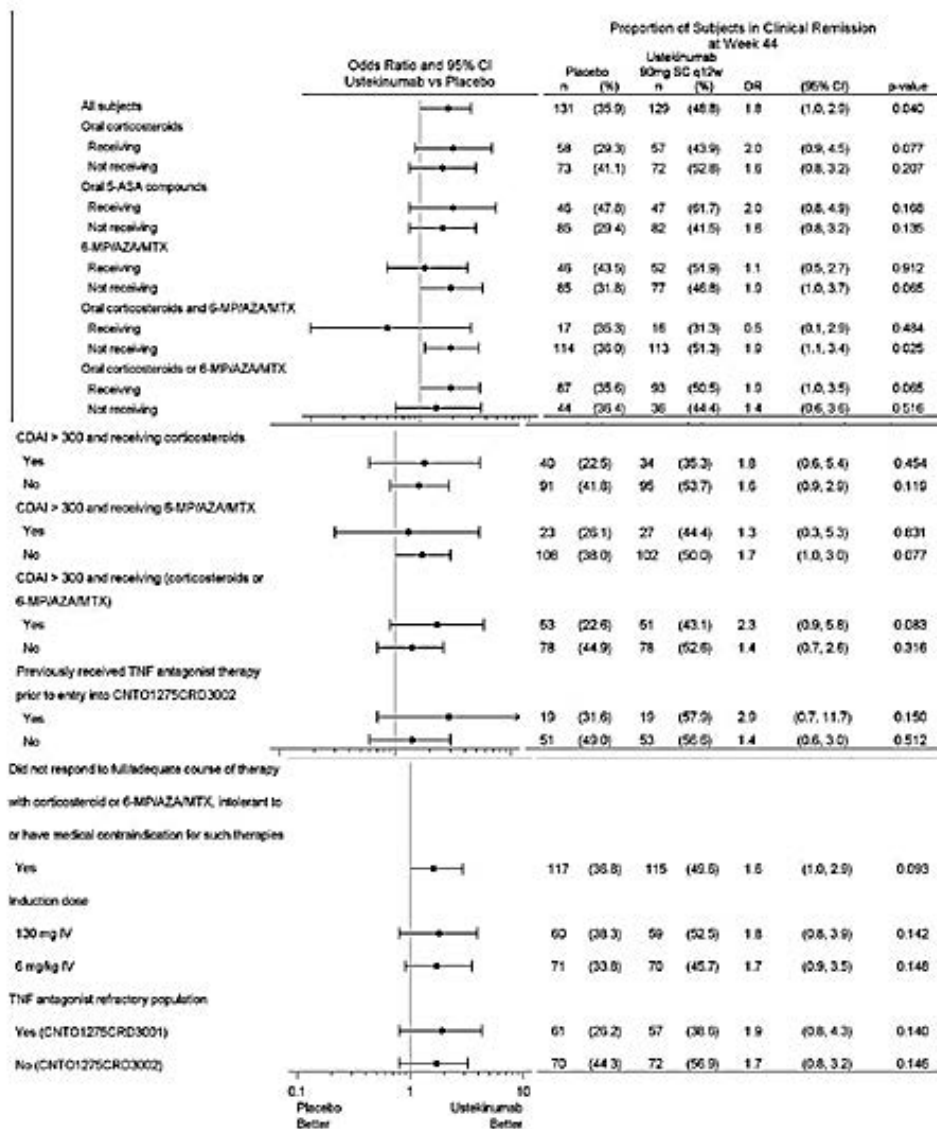 Proportion of Subjects in Clinical Remission
at Week 44
Odds Ratio and 95% CI
Ustekinumab vs Placebo
Placebo Ustekinumab 90mg SC q12w
n (%) n (%) OR (95% CI) p-value
All subjects 131 (35.9) 129 (48.8) 1.8 (1.0, 2.9) 0.040
Oral corticosteroids
Receiving 58 (29.3) 57 (43.9) 2.0 (0.9, 4.5) 0.077
Not receiving 73 (41.1) 72 (52.8) 1.6 (0.8, 3.2) 0.207
Oral 5-ASA compounds
Receiving 46 (47.8) 47 (61.7) 2.0 (0.8, 4.9) 0.168
Not receiving 85 (29.4) 82 (41.5) 1.6 (0.8, 3.2) 0.135
6-MP/AZA/MTX
Receiving 46 (43.5) 52 (51.9) 1.1 (0.5, 2.7) 0.912
Not receiving 85 (31.8) 77 (46.8) 1.9 (1.0, 3.7) 0.065
Oral corticosteroids and 6-MP/AZA/MTX
Receiving 17 (35.3) 16 (31.3) 0.5 (0.1, 2.9) 0.484
Not receiving 114 (36.0) 113 (51.3) 1.9 (1.1, 3.4) 0.025
Oral corticosteroids or 6-MP/AZA/MTX
Receiving 87 (35.6) 93 (50.5) 1.9 (1.0, 3.5) 0.065
Not receiving 44 (36.4) 36 (44.4) 1.4 (0.6, 3.6) 0.516
CDAI > 300 and receiving corticosteroids
Yes 40 (22.5) 34 (35.3) 1.8 (0.6, 5.4) 0.454
No 91 (41.8) 95 (53.7) 1.6 (0.9, 2.9) 0.119
CDAI > 300 and receiving 6-MP/AZA/MTX
Yes 23 (26.1) 27 (44.4) 1.3 (0.3, 5.3) 0.831
No 108 (38.0) 102 (50.0) 1.7 (1.0, 3.0) 0.077
CDAI > 300 and receiving (corticosteroids or
6-MP/AZA/MTX)
Yes 53 (22.6) 51 (43.1) 2.3 (0.9, 5.8) 0.083
No 78 (44.9) 78 (52.6) 1.4 (0.7, 2.6) 0.316
Previously received TNF antagonist therapy
prior to entry into CNTO1275CRD3002
Yes 19 (31.6) 19 (57.9) 2.9 (0.7, 11.7) 0.150
No 51 (49.0) 53 (56.6) 1.4 (0.6, 3.0) 0.512
Did not respond to full/adequate course of therapy
with corticosteroid or 6-MP/AZA/MTX, intolerant to
or have medical contraindication for such therapies
Yes 117 (36.8) 115 (49.6) 1.6 (1.0, 2.9) 0.093
Induction dose
130 mg IV 60 (38.3) 59 (52.5) 1.8 (0.8, 3.9) 0.142
6 mg/kg IV 71 (33.8) 70 (45.7) 1.7 (0.9, 3.5) 0.148
TNF antagonist refractory population
Yes (CNTO1275CRD3001) 61 (26.2) 57 (38.6) 1.9 (0.8, 4.3) 0.140
No (CNTO1275CRD3002) 70 (44.3) 72 (56.9) 1.7 (0.8, 3.2) 0.146
0.1 1 10
Placebo Ustekinumab
Better Better